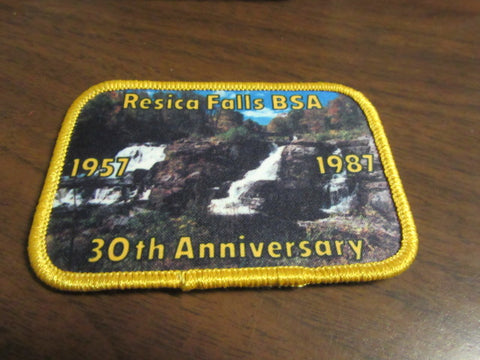 Resica Falls BSA
1957 1987
30th Anniversary